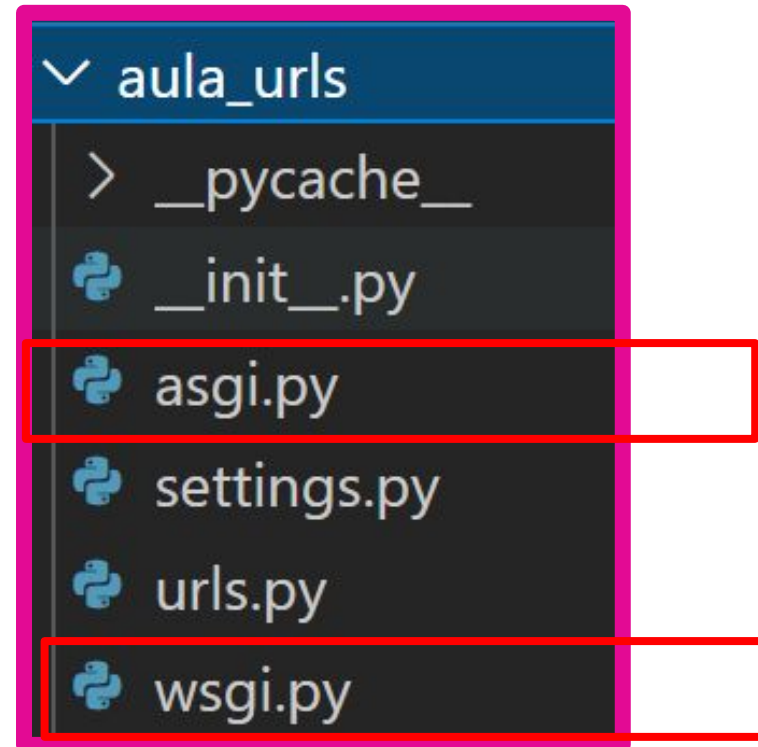 aula_urls
__pycache__
__init__.py
asgi.py
settings.py
urls.py
wsgi.py